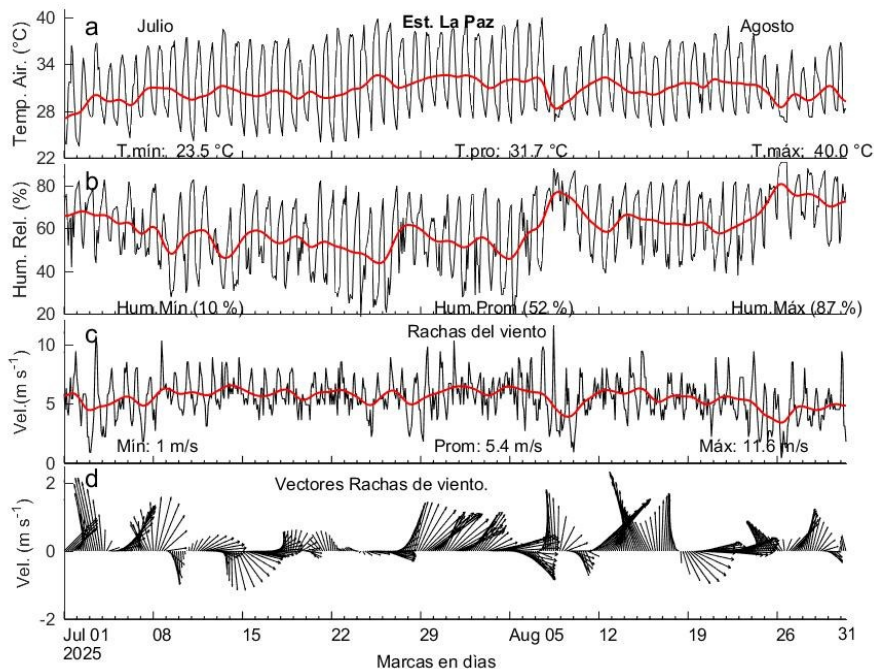 a
Julio
Est. La Paz
Agosto
Temp. Air. (°C)
40
34
28
22
T.mín: 23.5 °C
T.pro: 31.7 °C
T.máx: 40.0 °C
b
Hum. Rel. (%)
80
60
40
20
Hum.Mín (10 %)
Hum.Prom (52 %)
Hum.Máx (87 %)
c
Rachas del viento
Vel.(m s⁻¹)
10
5
0
Mín: 1 m/s
Prom: 5.4 m/s
Máx: 11.6 m/s
d
Vectores Rachas de viento.
Vel. (m s⁻¹)
2
0
-2
Jul 01
08
15
22
29
Aug 05
12
19
26
31
2025
Marcas en dìas